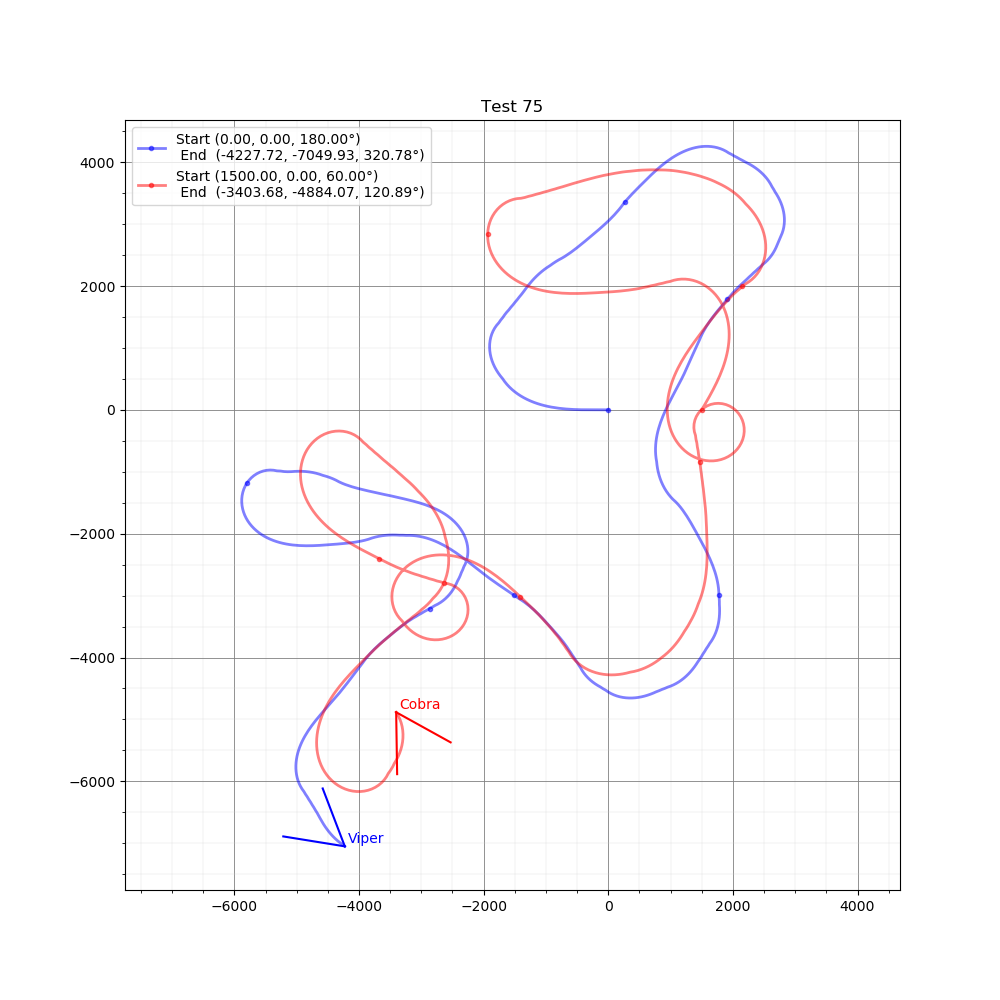 Test 75
Start (0.00, 0.00, 180.00°)
End (-4227.72, -7049.93, 320.78°)
Start (1500.00, 0.00, 60.00°)
End (-3403.68, -4884.07, 120.89°)
4000
2000
0
−2000
−4000
−6000
Cobra
Viper
−6000 −4000 −2000 0 2000 4000